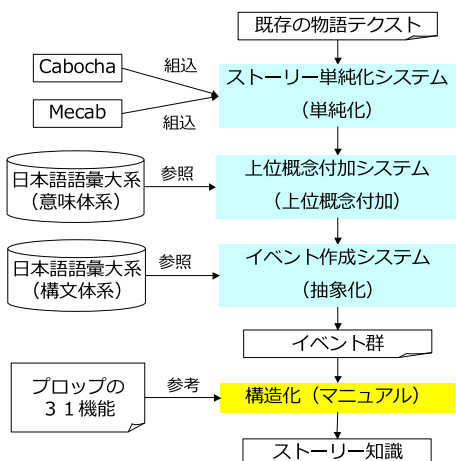 既存の物語テクスト
Cabocha
組込
ストーリー単純化システム
（単純化）
Mecab
組込
上位概念付加システム
（上位概念付加）
日本語語彙大系
（意味体系）
参照
イベント作成システム
（抽象化）
日本語語彙大系
（構文体系）
参照
イベント群
プロップの
３１機能
参考
構造化（マニュアル）
ストーリー知識